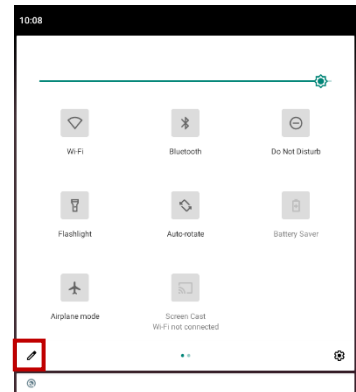 10:08
Wi-Fi
Bluetooth
Do Not Disturb
Flashlight
Auto-rotate
Battery Saver
Airplane mode
Screen Cast
Wi-Fi not connected